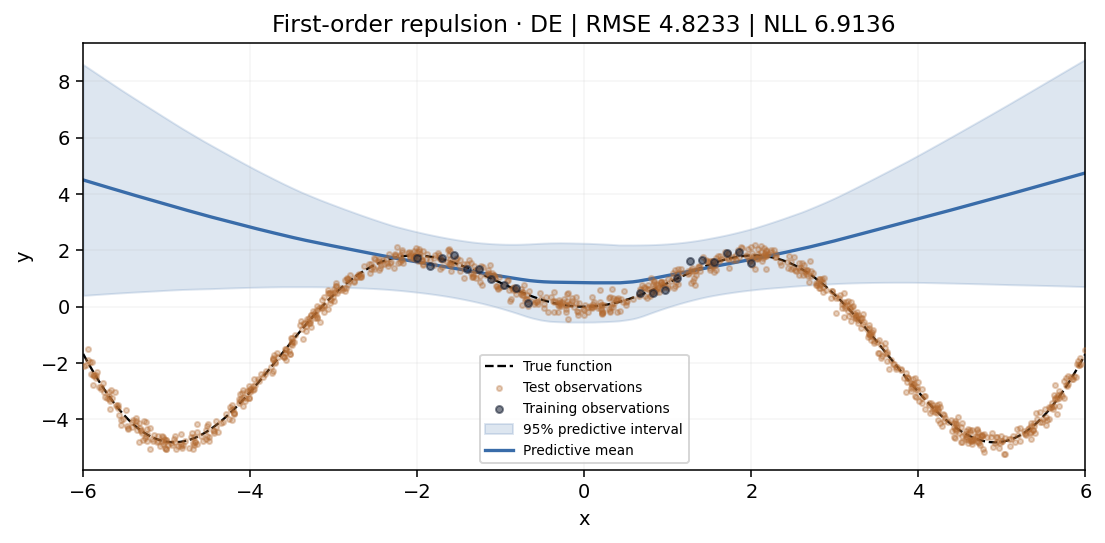 First-order repulsion · DE | RMSE 4.8233 | NLL 6.9136
y
8
6
4
2
0
−2
−4
True function
Test observations
Training observations
95% predictive interval
Predictive mean
−6 −4 −2 0 2 4 6
x